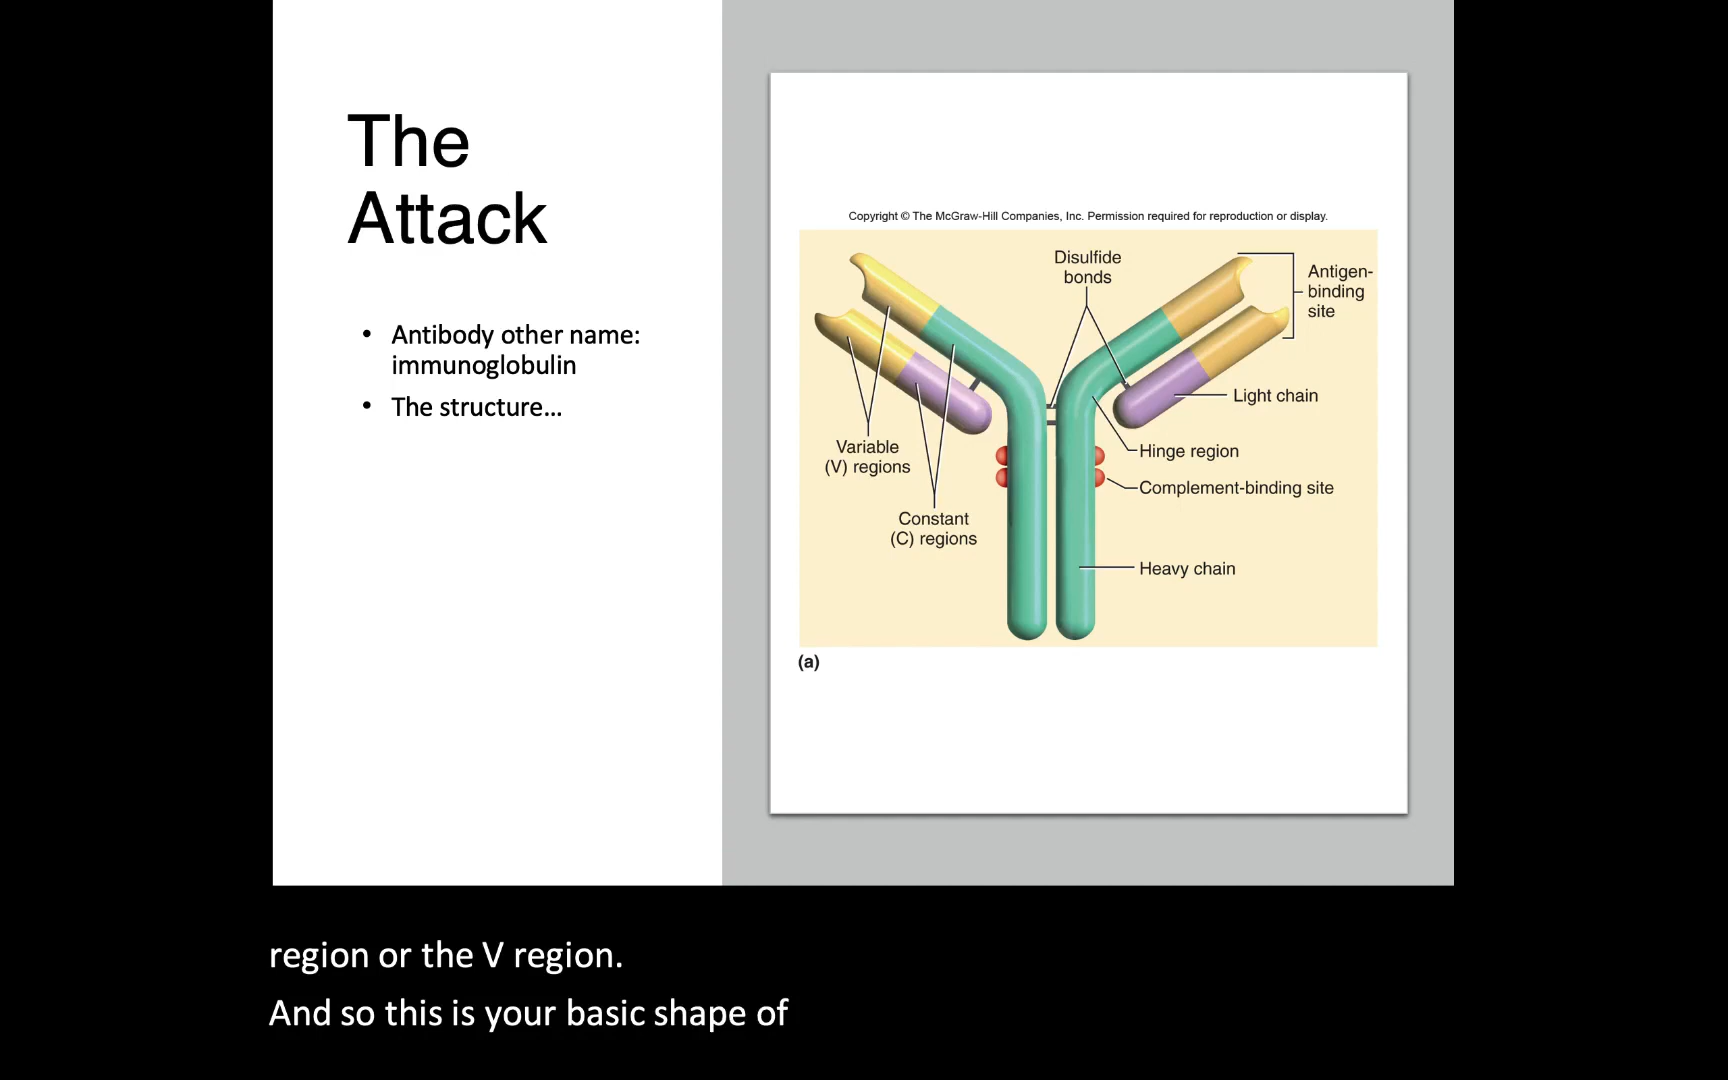 The
Attack
• Antibody other name:
immunoglobulin
• The structure...
Copyright © The McGraw-Hill Companies, Inc. Permission required for reproduction or display.
Disulfide
bonds
Antigen-
binding
site
Light chain
Variable
(V) regions
Hinge region
Complement-binding site
Constant
(C) regions
Heavy chain
(a)
region or the V region.
And so this is your basic shape of